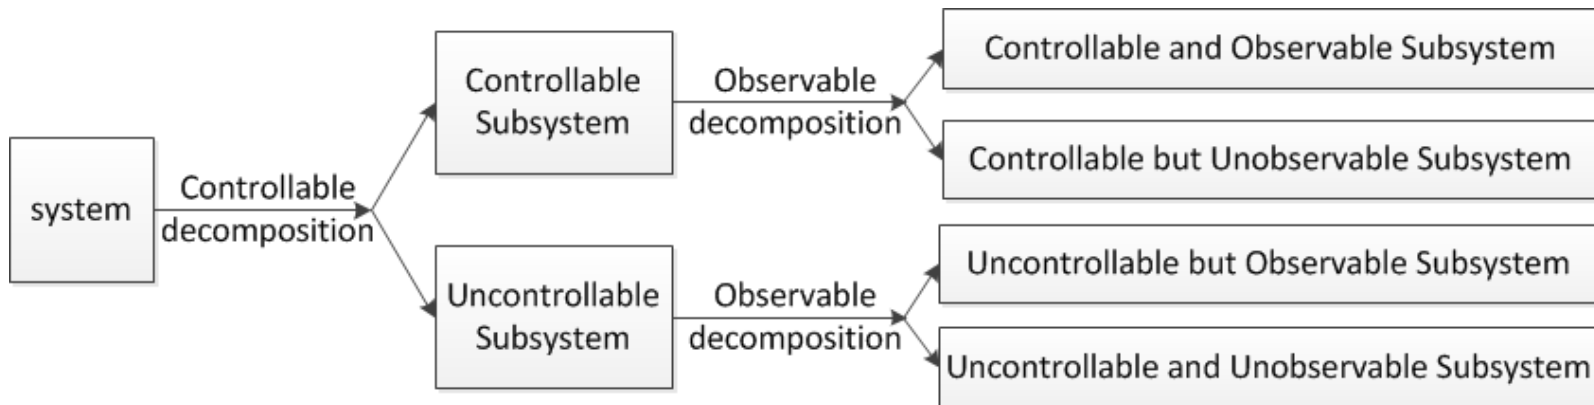 system
Controllable
decomposition
Controllable
Subsystem
Observable
decomposition
Controllable and Observable Subsystem
Controllable but Unobservable Subsystem
Uncontrollable
Subsystem
Observable
decomposition
Uncontrollable but Observable Subsystem
Uncontrollable and Unobservable Subsystem